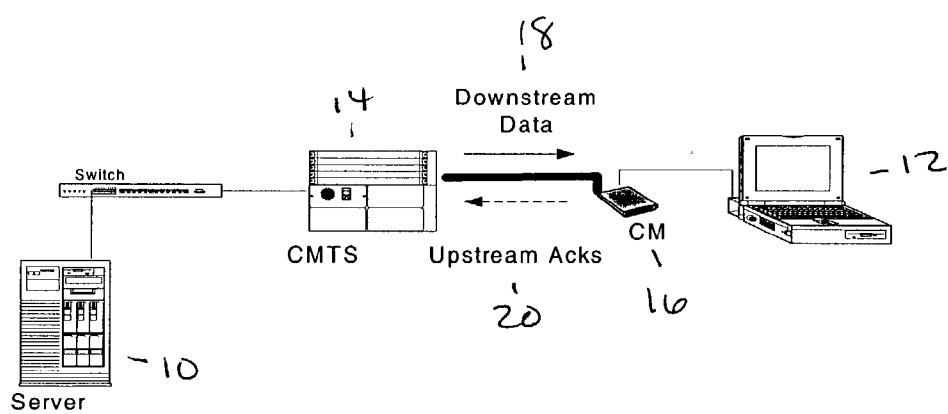 18
14
Downstream
Data
Switch
- 12
CMTS
Upstream Acks
CM
20
16
- 10
Server